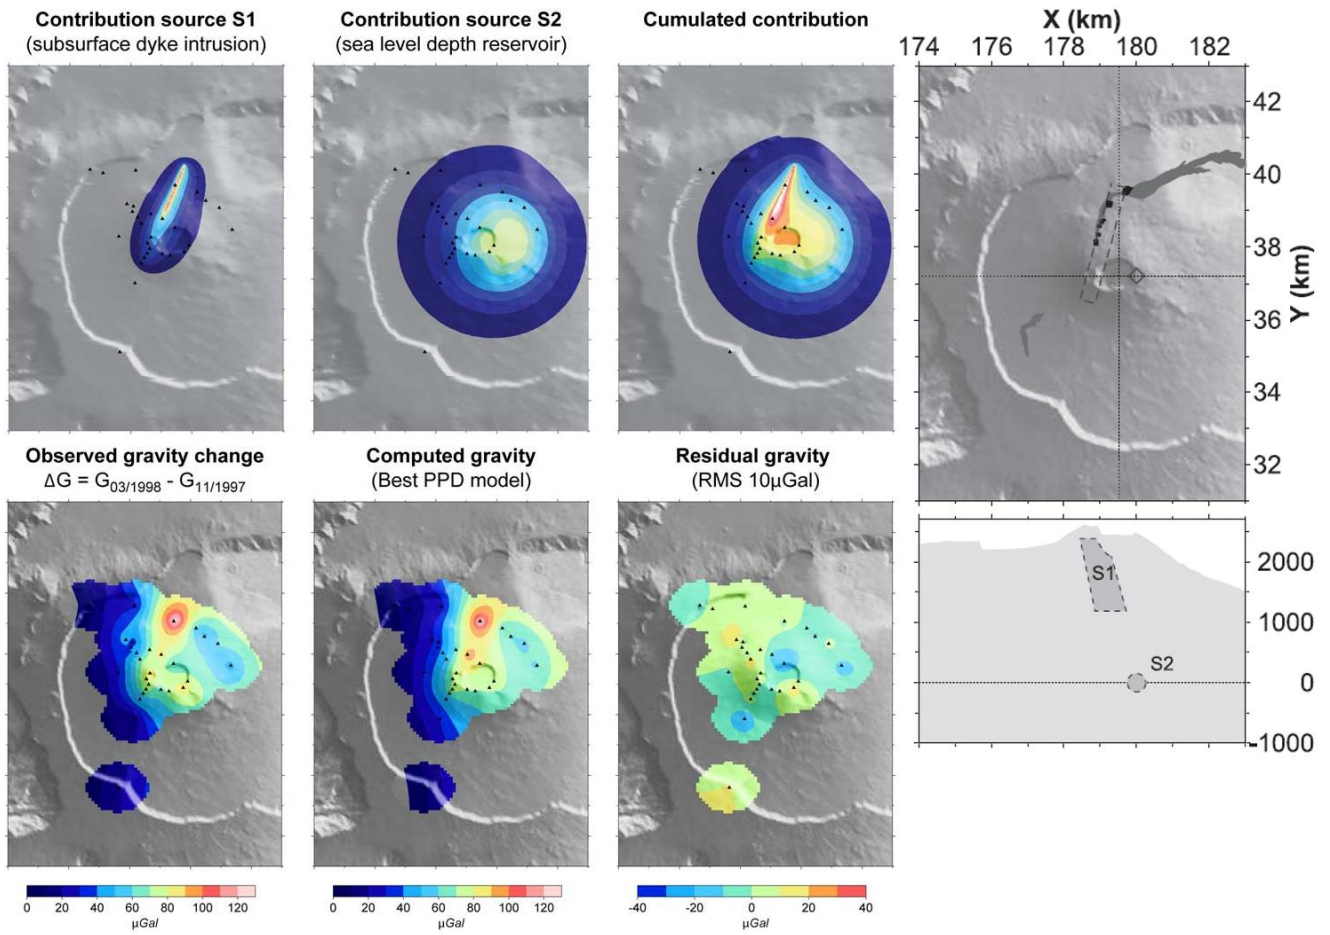 Contribution source S1
(subsurface dyke intrusion)
Contribution source S2
(sea level depth reservoir)
Cumulated contribution
X (km)
174 176 178 180 182
42
40
38
36
34
32
Y (km)
Observed gravity change
ΔG = G03/1998 - G11/1997
Computed gravity
(Best PPD model)
Residual gravity
(RMS 10µGal)
S1
S2
2000
1000
0
-1000
0 20 40 60 80 100 120
µGal
0 20 40 60 80 100 120
µGal
-40 -20 0 20 40
µGal